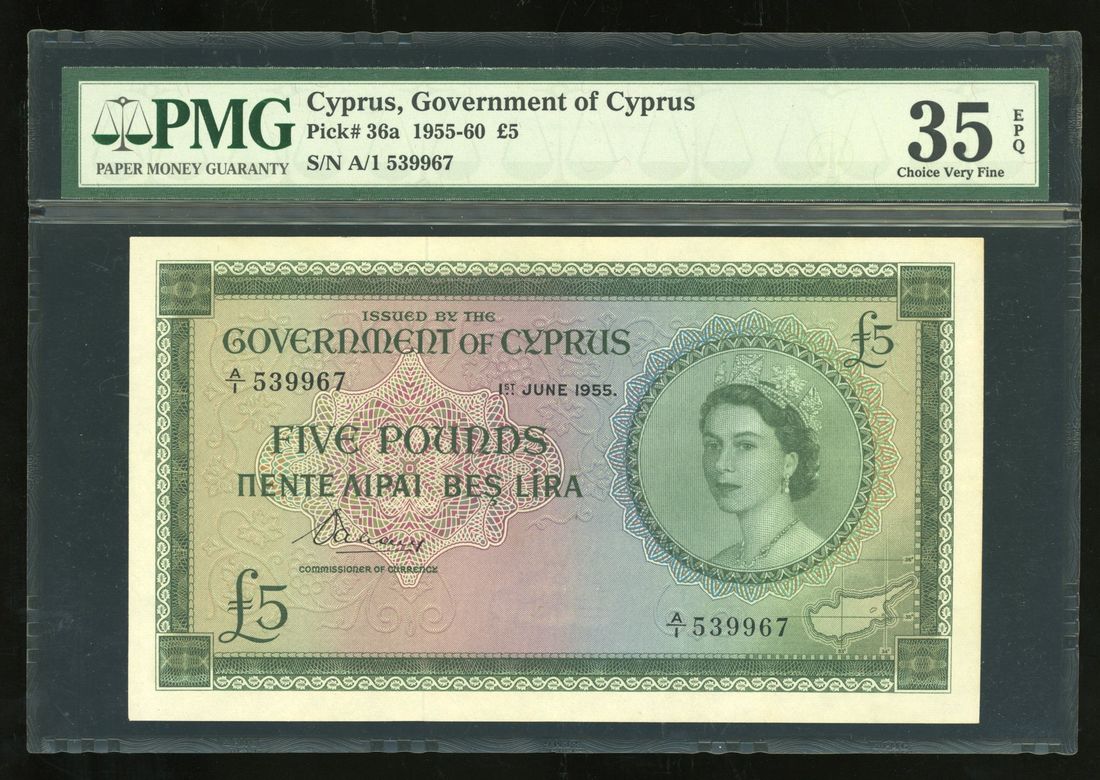 PMG
PAPER MONEY GUARANTY
Cyprus, Government of Cyprus
Pick# 36a 1955-60 £5
S/N A/1 539967
35
EPQ
Choice Very Fine
ISSUED BY THE
GOVERNMENT OF CYPRUS
£5
A/1 539967
1ST JUNE 1955.
FIVE POUNDS
ΠΕΝΤΕ ΛΙΡΑΙ BEŞ LİRA
COMMISSIONER OF CURRENCY
£5
A/1 539967